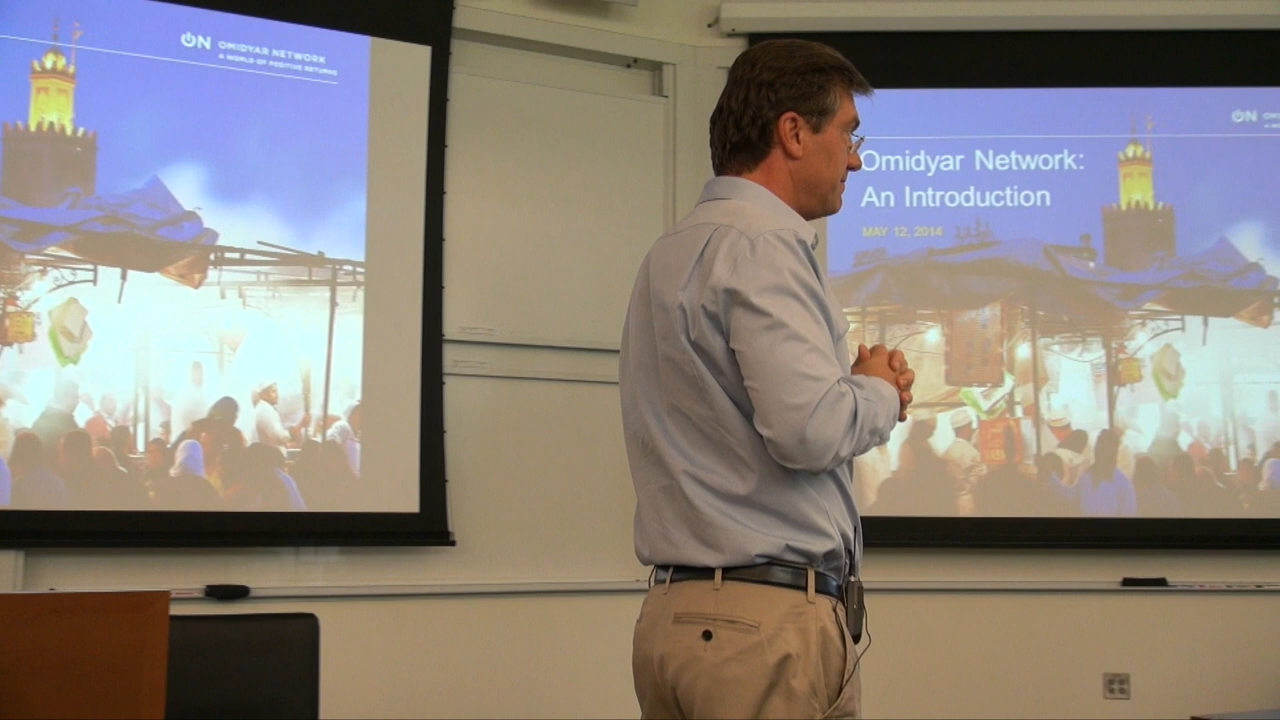 ON OMIDYAR NETWORK
A WORLD OF POSITIVE RETURNS
ON
Omidyar Network:
An Introduction
MAY 12, 2014